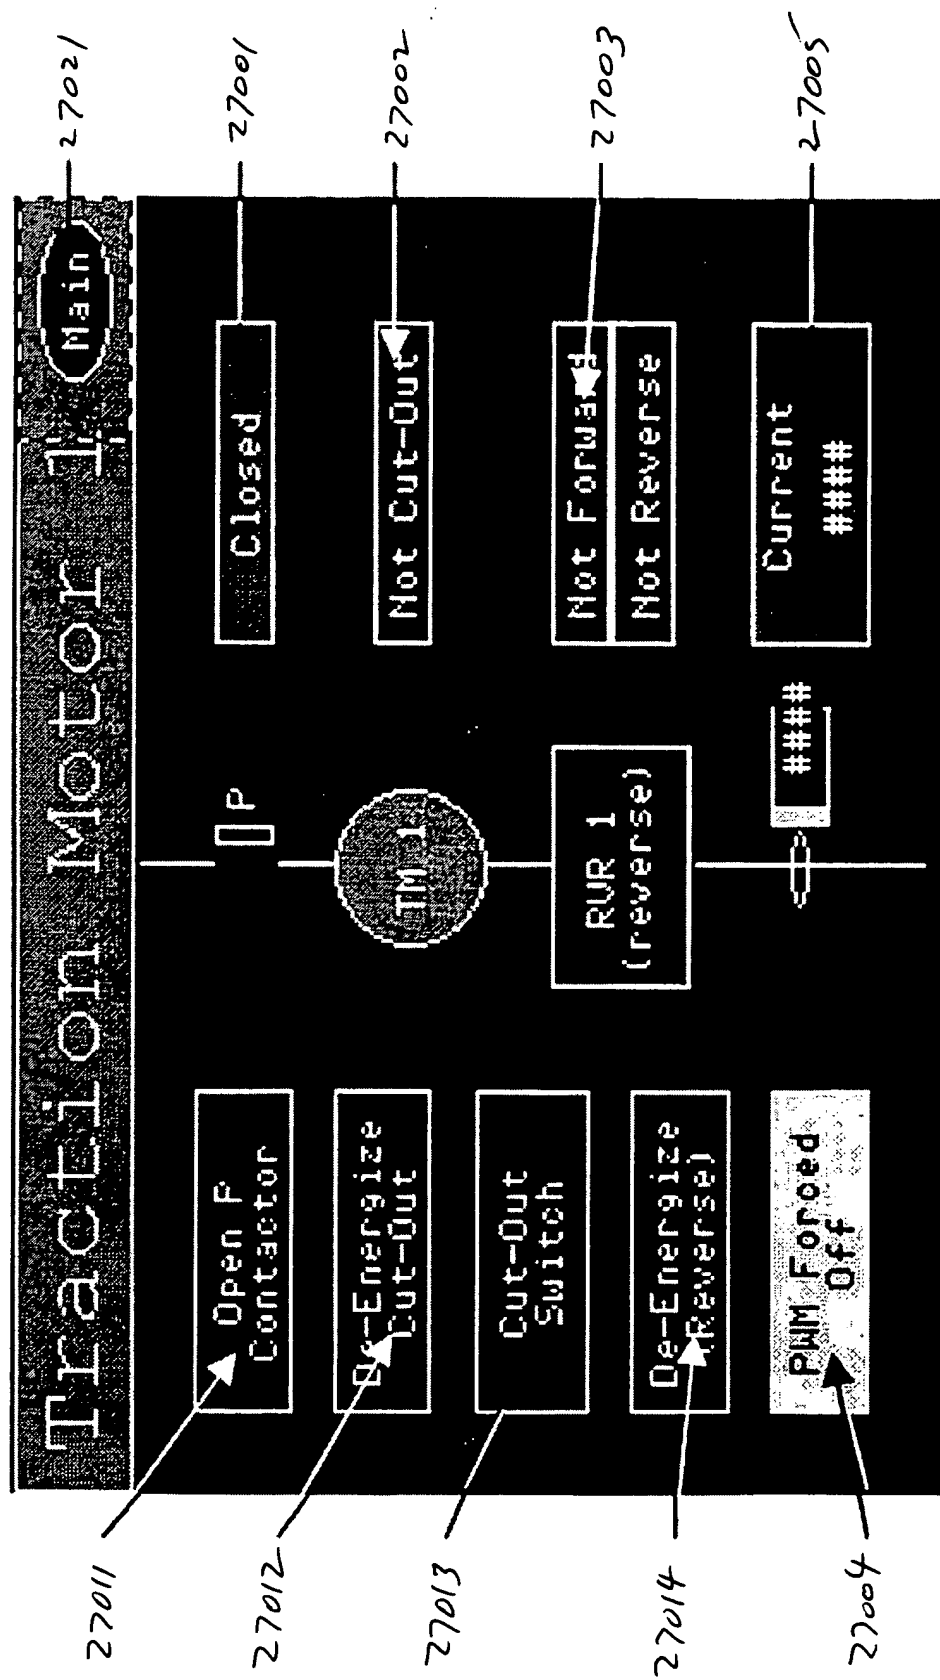 Traction Motor 1
Main
27021
Open P
Contactor
27011
De-Energize
Cut-Out
27012
Cut-Out
Switch
27013
De-Energize
(Reverse)
27014
PWM Forced
Off
27004
P
TM 1
RVR 1
(reverse)
####
Closed
27001
Not Cut-Out
27002
Not Forward
Not Reverse
27003
Current
####
27005